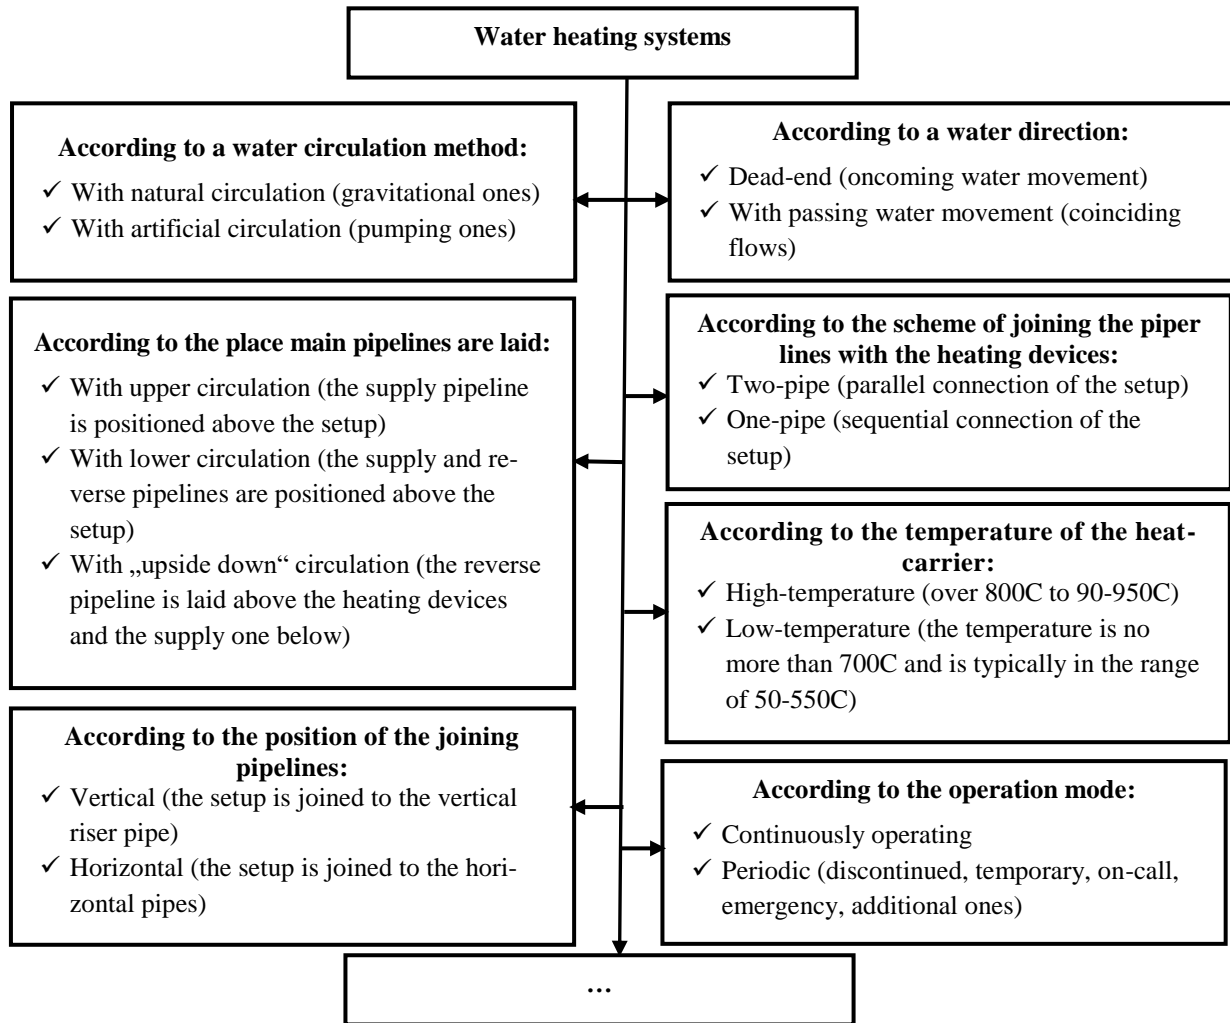 Water heating systems
According to a water circulation method:
✓ With natural circulation (gravitational ones)
✓ With artificial circulation (pumping ones)
According to a water direction:
✓ Dead-end (oncoming water movement)
✓ With passing water movement (coinciding
flows)
According to the place main pipelines are laid:
✓ With upper circulation (the supply pipeline
is positioned above the setup)
✓ With lower circulation (the supply and re-
verse pipelines are positioned above the
setup)
✓ With „upside down“ circulation (the reverse
pipeline is laid above the heating devices
and the supply one below)
According to the scheme of joining the piper
lines with the heating devices:
✓ Two-pipe (parallel connection of the setup)
✓ One-pipe (sequential connection of the
setup)
According to the temperature of the heat-
carrier:
✓ High-temperature (over 800C to 90-950C)
✓ Low-temperature (the temperature is no
more than 700C and is typically in the range
of 50-550C)
According to the position of the joining
pipelines:
✓ Vertical (the setup is joined to the vertical
riser pipe)
✓ Horizontal (the setup is joined to the hori-
zontal pipes)
According to the operation mode:
✓ Continuously operating
✓ Periodic (discontinued, temporary, on-call,
emergency, additional ones)
...